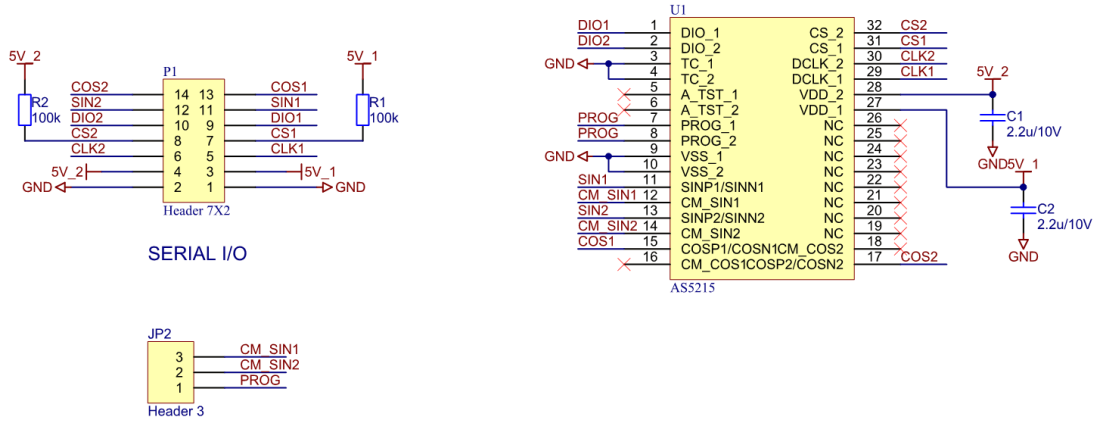 5V_2
R2
100k
P1
5V_1
R1
100k
COS2 14 13 COS1
SIN2 12 11 SIN1
DIO2 10 9 DIO1
CS2 8 7 CS1
CLK2 6 5 CLK1
5V_2 4 3 5V_1
GND 2 1 GND
Header 7X2
SERIAL I/O
JP2
3 CM_SIN1
2 CM_SIN2
1 PROG
Header 3
U1
DIO1 1 DIO_1 CS_2 32 CS2
DIO2 2 DIO_2 CS_1 31 CS1
GND 3 TC_1 DCLK_2 30 CLK2
4 TC_2 DCLK_1 29 CLK1
5 A_TST_1 VDD_2 28 5V_2
6 A_TST_2 VDD_1 27
PROG 7 PROG_1 NC 26
PROG 8 PROG_2 NC 25
GND 9 VSS_1 NC 24
10 VSS_2 NC 23
SIN1 11 SINP1/SINN1 NC 22
CM_SIN1 12 CM_SIN1 NC 21
SIN2 13 SINP2/SINN2 NC 20
CM_SIN2 14 CM_SIN2 NC 19
COS1 15 COSP1/COSN1CM_COS2 18
16 CM_COS1COSP2/COSN2 17 COS2
AS5215
C1
2.2u/10V
GND
5V_1
C2
2.2u/10V
GND